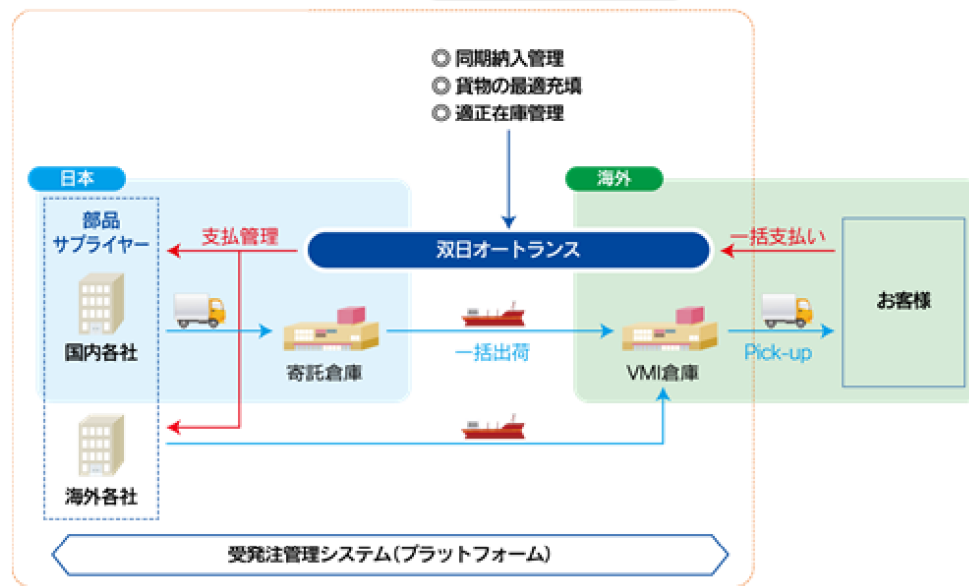 ◎ 同期納入管理
◎ 貨物の最適充填
◎ 適正在庫管理
日本
海外
部品
サプライヤー
支払管理
双日オートランス
一括支払い
お客様
国内各社
寄託倉庫
一括出荷
VMI倉庫
Pick-up
海外各社
受発注管理システム(プラットフォーム)